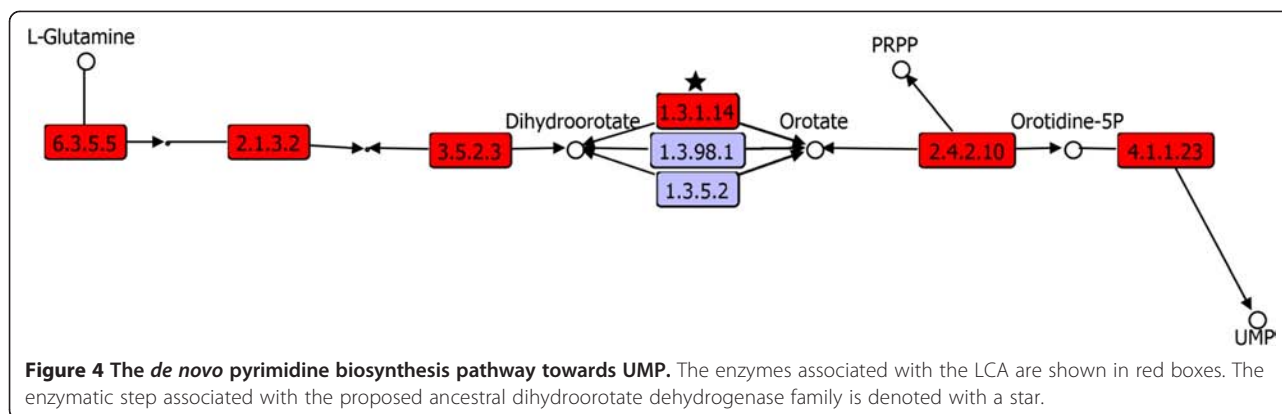 L-Glutamine
PRPP
★
1.3.1.14
Dihydroorotate
Orotate
Orotidine-5P
6.3.5.5
2.1.3.2
3.5.2.3
1.3.98.1
2.4.2.10
4.1.1.23
1.3.5.2
UMP
Figure 4 The de novo pyrimidine biosynthesis pathway towards UMP. The enzymes associated with the LCA are shown in red boxes. The
enzymatic step associated with the proposed ancestral dihydroorotate dehydrogenase family is denoted with a star.